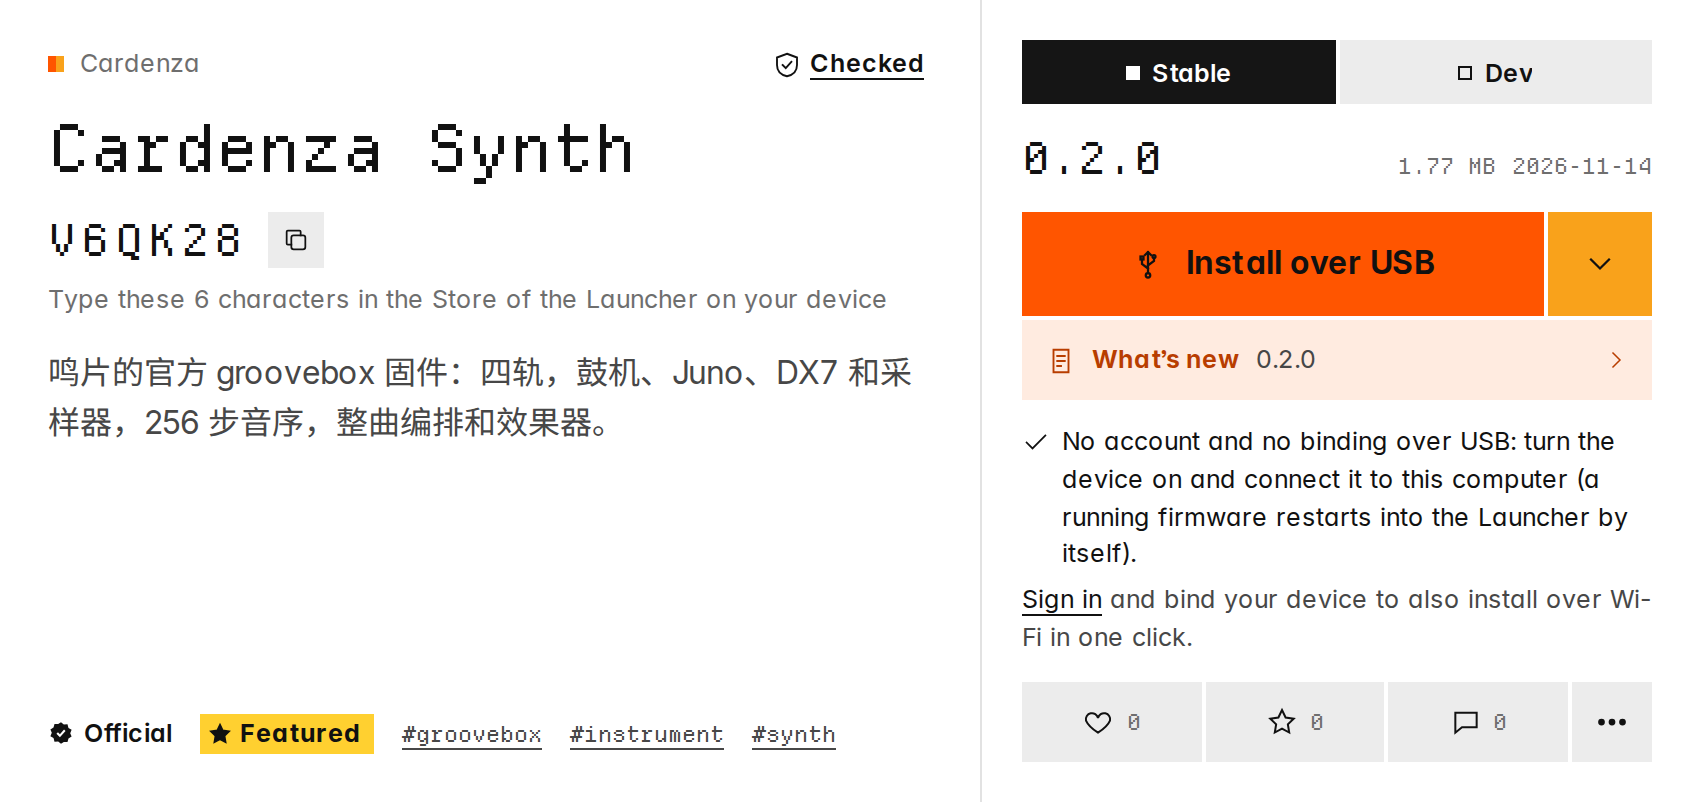 Cardenza
Checked
Cardenza Synth
V6QK28
Type these 6 characters in the Store of the Launcher on your device
鸣片的官方 groovebox 固件：四轨，鼓机、Juno、DX7 和采
样器，256 步音序，整曲编排和效果器。
Official
Featured
#groovebox
#instrument
#synth
Stable
Dev
0.2.0
1.77 MB 2026-11-14
Install over USB
What’s new 0.2.0
No account and no binding over USB: turn the
device on and connect it to this computer (a
running firmware restarts into the Launcher by
itself).
Sign in and bind your device to also install over Wi-
Fi in one click.
0
0
0